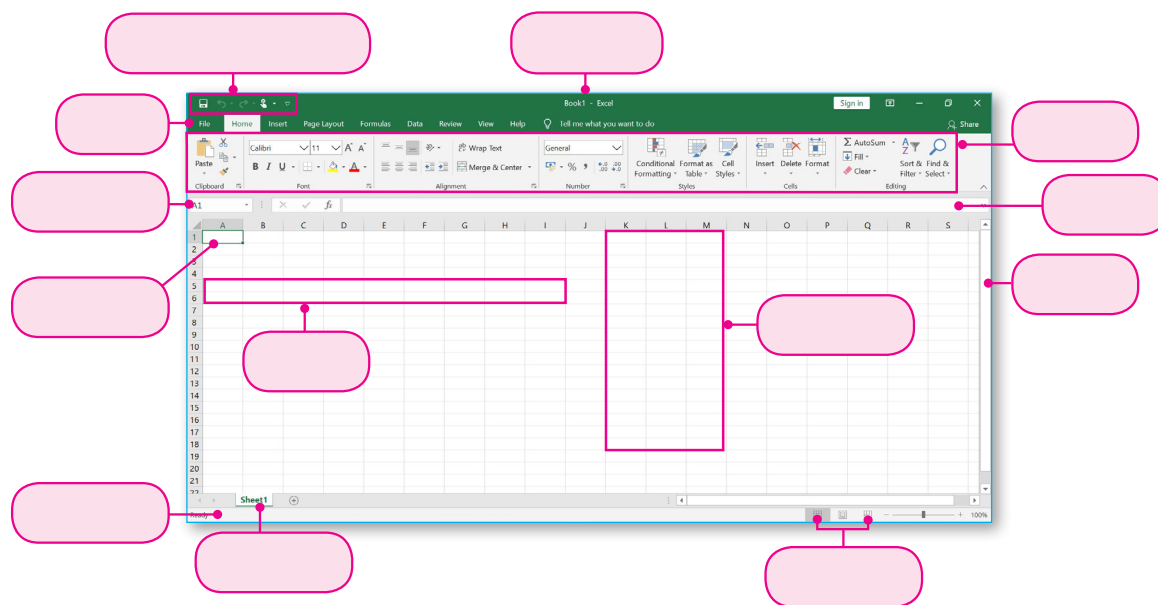 Book1 - Excel
Sign in
File Home Insert Page Layout Formulas Data Review View Help Tell me what you want to do Share
Calibri 11 A A Wrap Text General AutoSum
Fill
Paste B I U A Merge & Center % Conditional Format as Cell Insert Delete Format Sort & Find &
Formatting Table Styles Clear Filter Select
Clipboard Font Alignment Number Styles Cells Editing
A1 fx
A B C D E F G H I J K L M N O P Q R S
1
2
3
4
5
6
7
8
9
10
11
12
13
14
15
16
17
18
19
20
21
22
Sheet1
Ready 100%